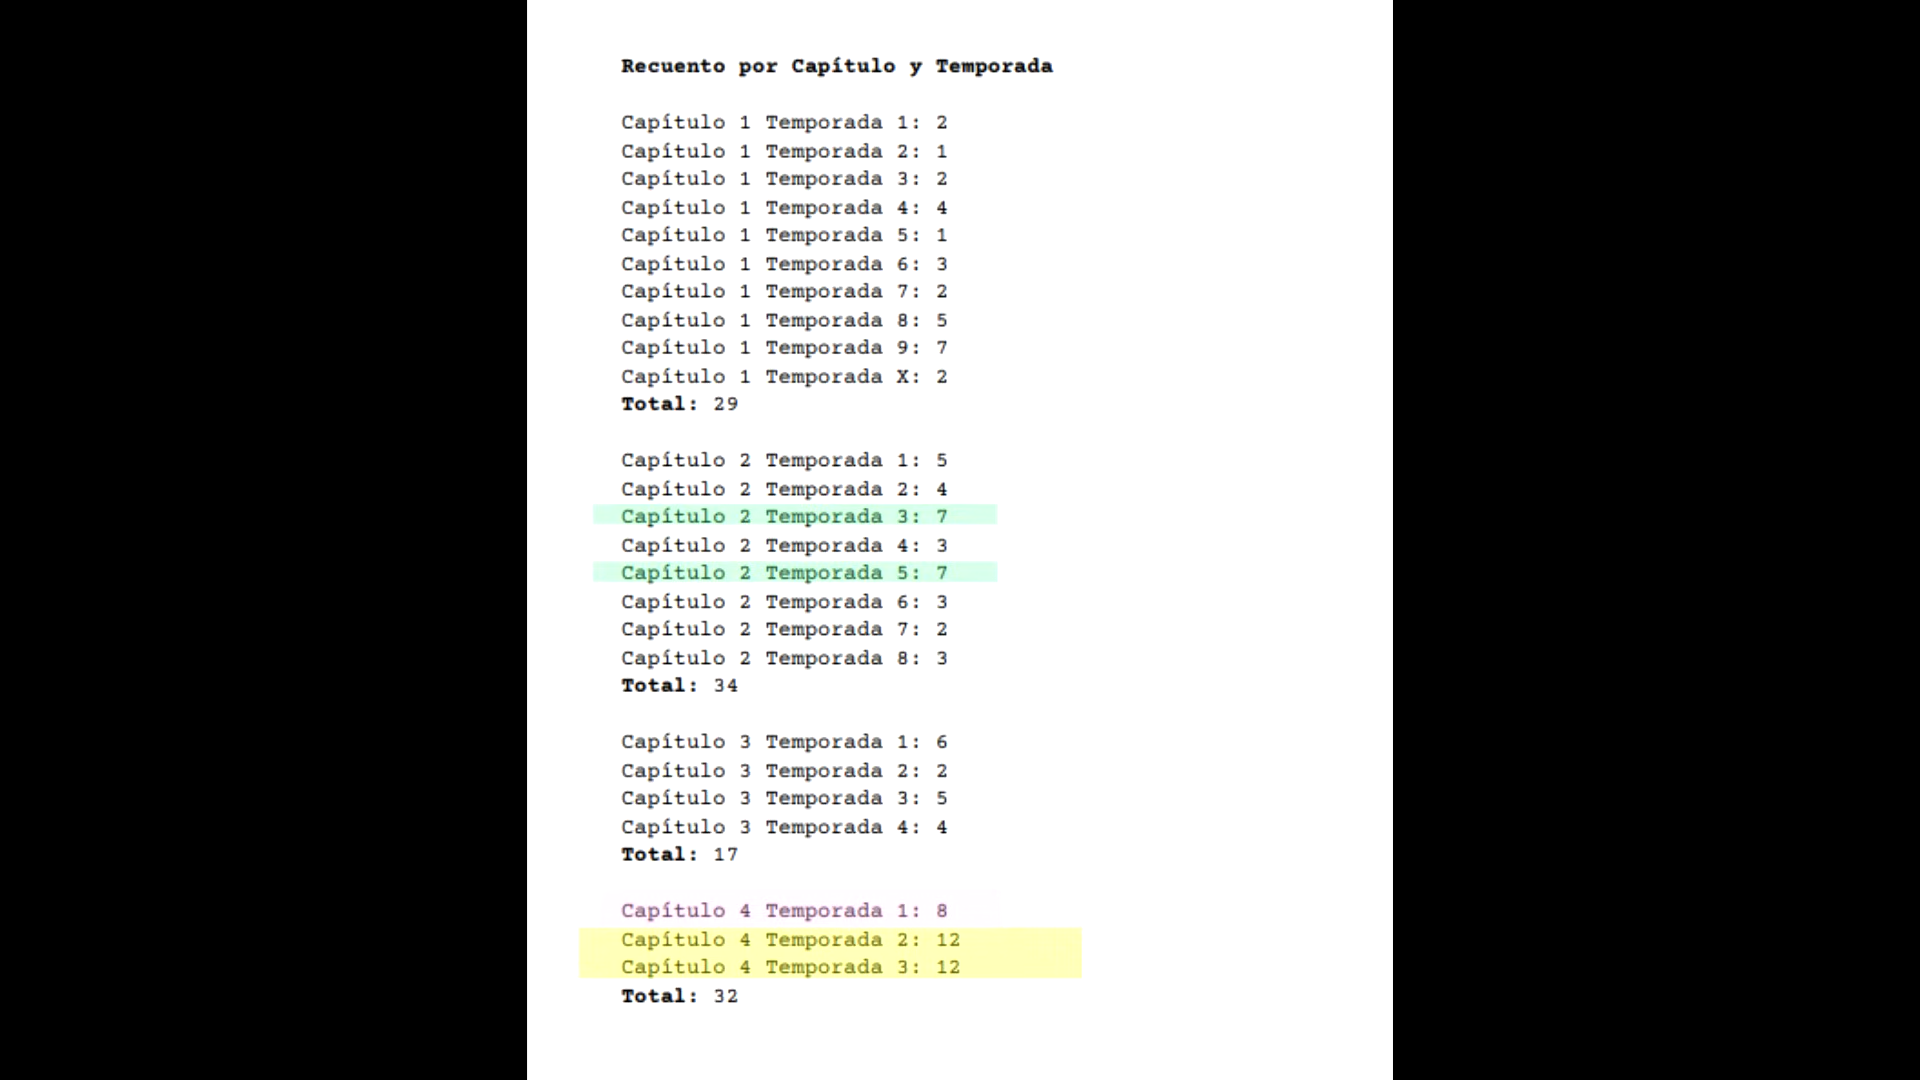 Recuento por Capítulo y Temporada
Capítulo 1 Temporada 1: 2
Capítulo 1 Temporada 2: 1
Capítulo 1 Temporada 3: 2
Capítulo 1 Temporada 4: 4
Capítulo 1 Temporada 5: 1
Capítulo 1 Temporada 6: 3
Capítulo 1 Temporada 7: 2
Capítulo 1 Temporada 8: 5
Capítulo 1 Temporada 9: 7
Capítulo 1 Temporada X: 2
Total: 29
Capítulo 2 Temporada 1: 5
Capítulo 2 Temporada 2: 4
Capítulo 2 Temporada 3: 7
Capítulo 2 Temporada 4: 3
Capítulo 2 Temporada 5: 7
Capítulo 2 Temporada 6: 3
Capítulo 2 Temporada 7: 2
Capítulo 2 Temporada 8: 3
Total: 34
Capítulo 3 Temporada 1: 6
Capítulo 3 Temporada 2: 2
Capítulo 3 Temporada 3: 5
Capítulo 3 Temporada 4: 4
Total: 17
Capítulo 4 Temporada 1: 8
Capítulo 4 Temporada 2: 12
Capítulo 4 Temporada 3: 12
Total: 32